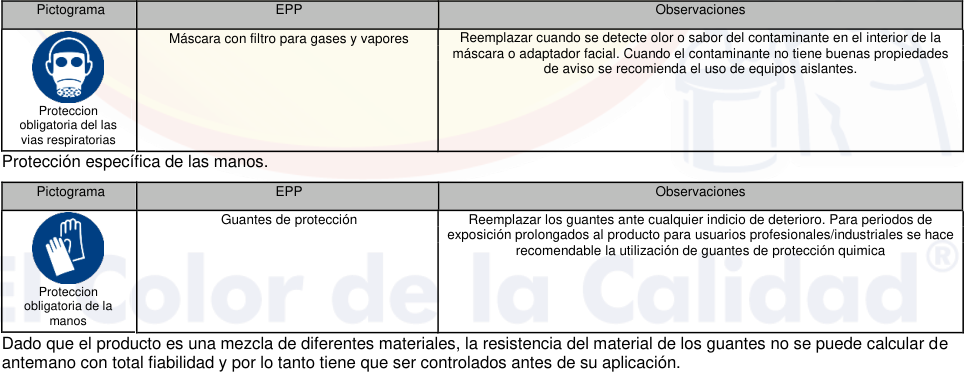 Pictograma EPP Observaciones
Máscara con filtro para gases y vapores
Reemplazar cuando se detecte olor o sabor del contaminante en el interior de la
máscara o adaptador facial. Cuando el contaminante no tiene buenas propiedades
de aviso se recomienda el uso de equipos aislantes.
Proteccion
obligatoria del las
vias respiratorias
Protección específica de las manos.
Pictograma EPP Observaciones
Guantes de protección
Reemplazar los guantes ante cualquier indicio de deterioro. Para periodos de
exposición prolongados al producto para usuarios profesionales/industriales se hace
recomendable la utilización de guantes de protección quimica
Proteccion
obligatoria de la
manos
El Color de la Calidad®
Dado que el producto es una mezcla de diferentes materiales, la resistencia del material de los guantes no se puede calcular de
antemano con total fiabilidad y por lo tanto tiene que ser controlados antes de su aplicación.